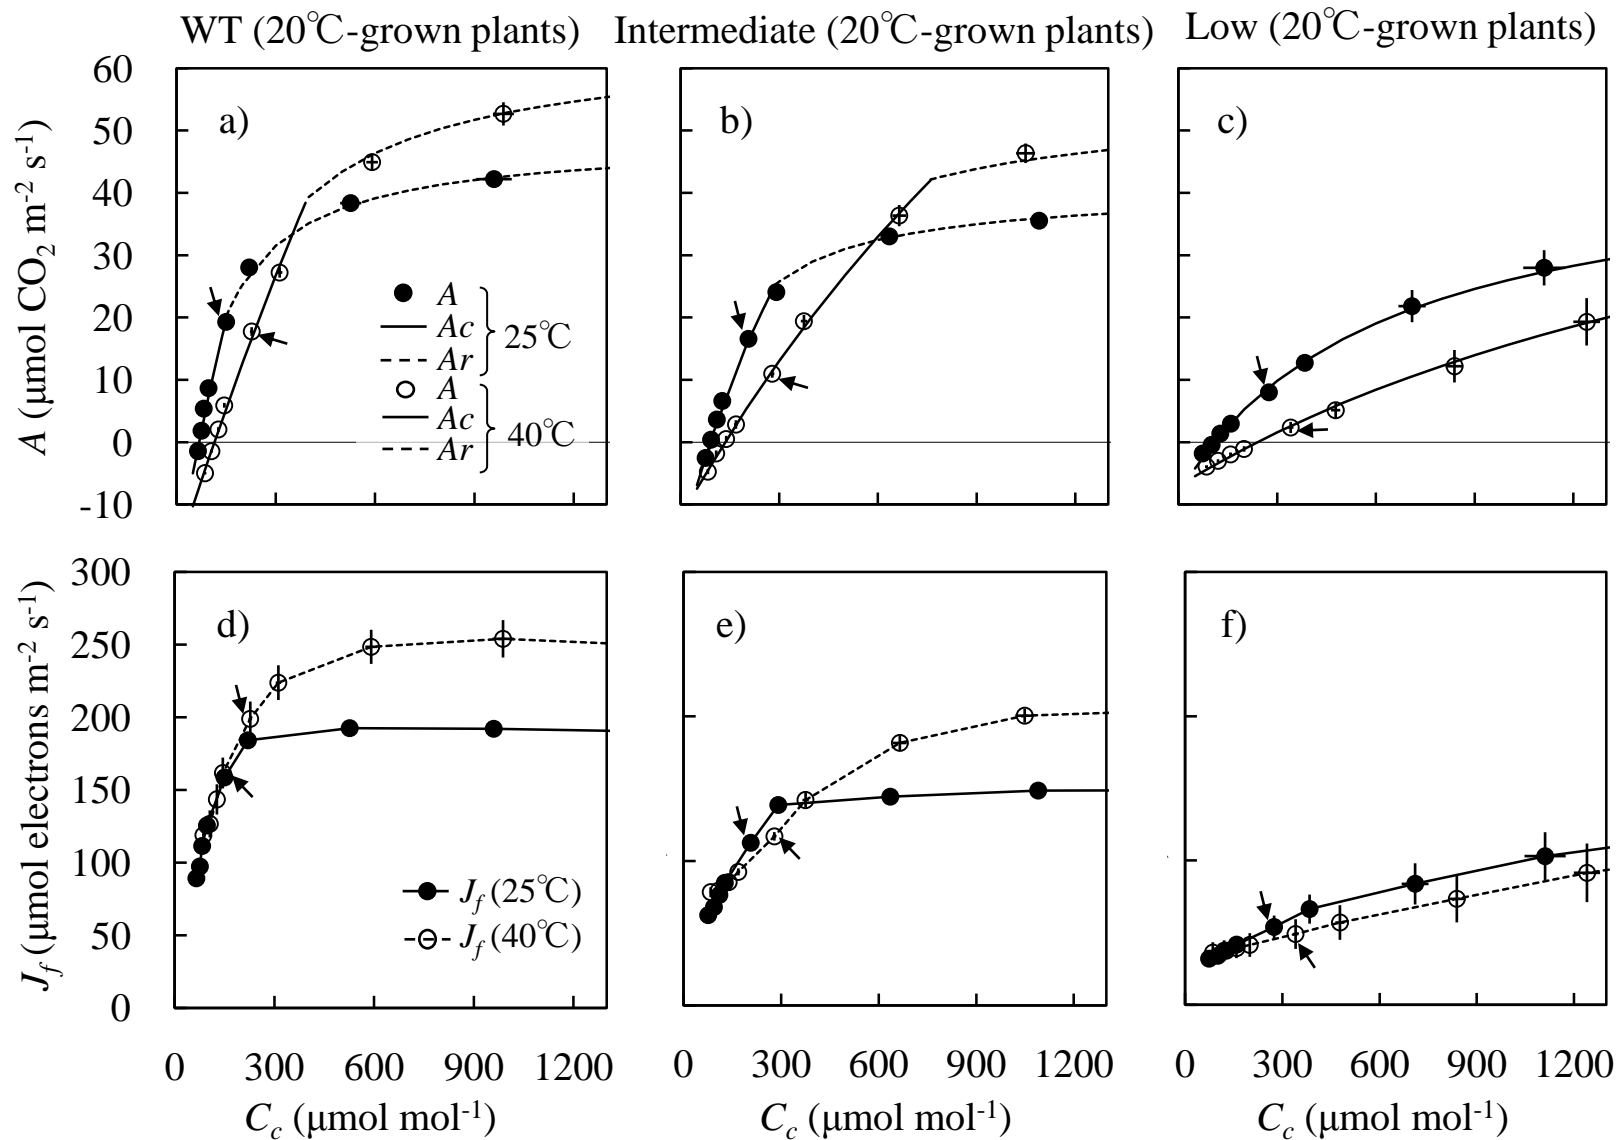 WT (20℃-grown plants) Intermediate (20℃-grown plants) Low (20℃-grown plants)
60
50
40
30
20
10
0
-10
A (μmol CO2 m-2 s-1)
a)
b)
c)
A
Ac
Ar
25℃
A
Ac
Ar
40℃
300
250
200
150
100
50
0
Jf (μmol electrons m-2 s-1)
d)
e)
f)
Jf (25℃)
Jf (40℃)
0 300 600 900 1200
0 300 600 900 1200
0 300 600 900 1200
Cc (μmol mol-1)
Cc (μmol mol-1)
Cc (μmol mol-1)